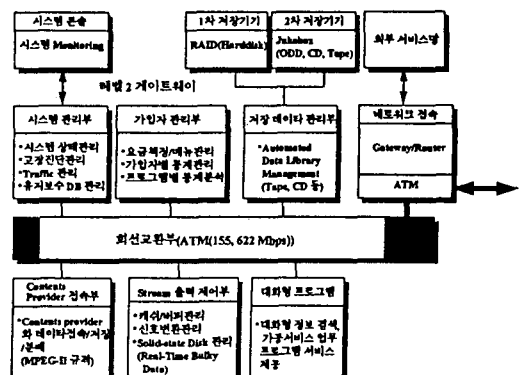 시스템 콘솔
시스템 Monitoring
1차 저장기기
RAID(Harddisk)
2차 저장기기
Jukebox
(ODD, CD, Tape)
외부 서비스망
레벨 2 게이트웨이
시스템 관리부
*시스템 상태관리
*고장진단관리
*Traffic 관리
*유지보수 DB 관리
가입자 관리부
*요금책정/메뉴관리
*가입자별 통계관리
*프로그램별 통계분석
저장 데이타 관리부
*Automated
Data Library
Management
(Tape, CD 등)
네트워크 접속
Gateway/Router
ATM
회선교환부(ATM(155, 622 Mbps))
Contents
Provider 접속부
*Contents provider
와 데이타접속/저장
/분배
(MPEG-II 규격)
Stream 출력 제어부
*캐쉬/버퍼관리
*신호변환관리
*Solid-state Disk 관리
(Real-Time Bulky
Data)
대화형 프로그램
*대화형 정보 검색,
가공서비스 업무
프로그램 서비스
제공